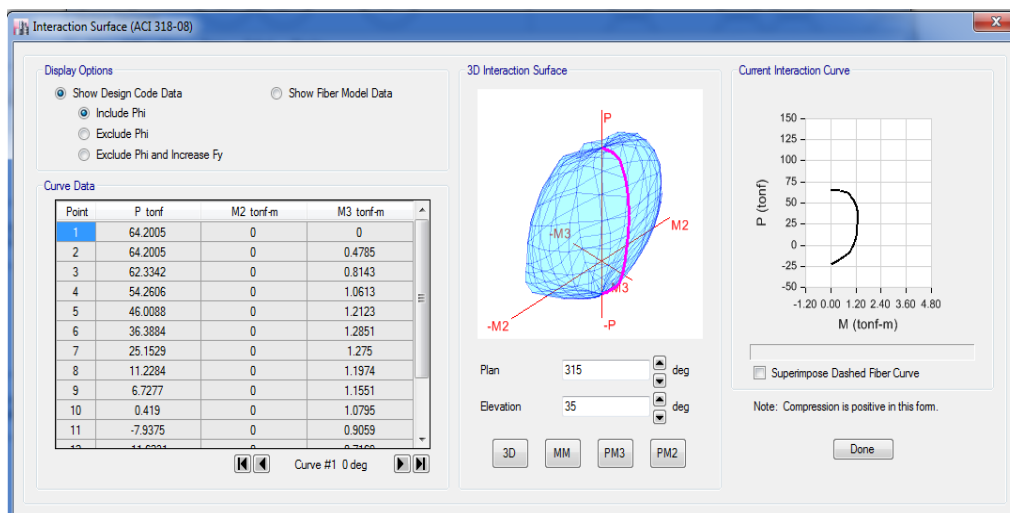 Interaction Surface (ACI 318-08)
Display Options
Show Design Code Data
Show Fiber Model Data
Include Phi
Exclude Phi
Exclude Phi and Increase Fy
Curve Data
Point P tonf M2 tonf-m M3 tonf-m
1 64.2005 0 0
2 64.2005 0 0.4785
3 62.3342 0 0.8143
4 54.2606 0 1.0613
5 46.0088 0 1.2123
6 36.3884 0 1.2851
7 25.1529 0 1.275
8 11.2284 0 1.1974
9 6.7277 0 1.1551
10 0.419 0 1.0795
11 -7.9375 0 0.9059
Curve #1 0 deg
3D Interaction Surface
P
M2
-M3
M3
-M2
-P
Plan 315 deg
Elevation 35 deg
3D MM PM3 PM2
Current Interaction Curve
150
125
100
75
50
25
0
-25
-50
P (tonf)
-1.20 0.00 1.20 2.40 3.60 4.80
M (tonf-m)
Superimpose Dashed Fiber Curve
Note: Compression is positive in this form.
Done